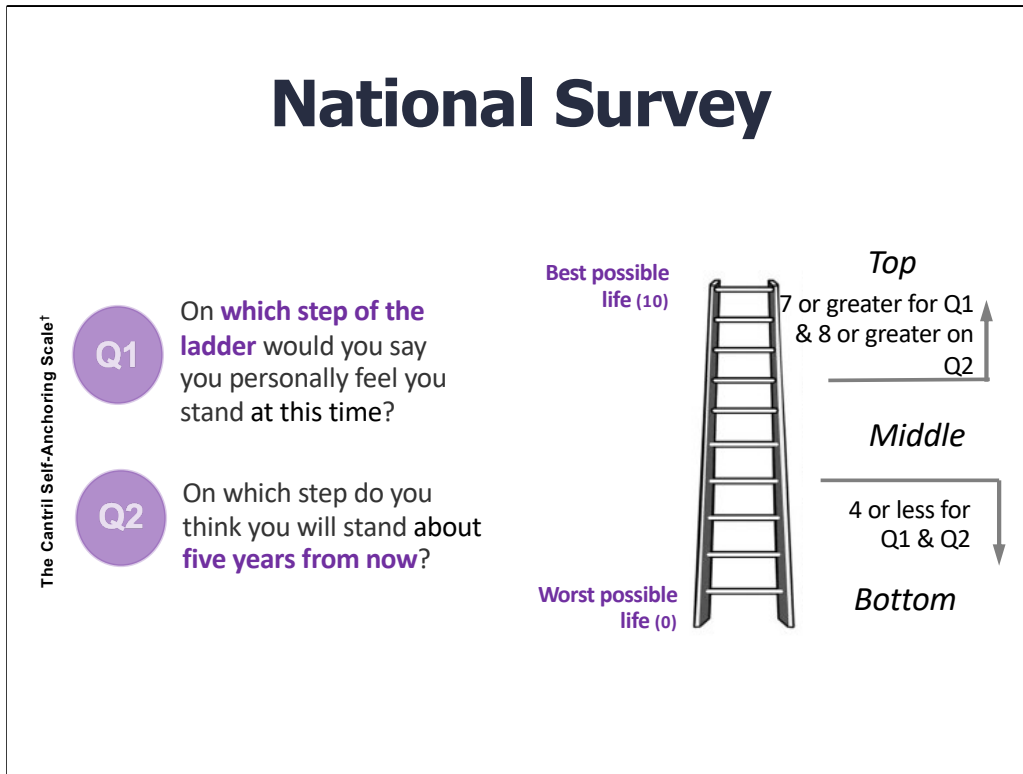 National Survey
The Cantril Self-Anchoring Scale†
Q1
On which step of the
ladder would you say
you personally feel you
stand at this time?
Q2
On which step do you
think you will stand about
five years from now?
Best possible
life (10)
Worst possible
life (0)
Top
7 or greater for Q1
& 8 or greater on
Q2
Middle
4 or less for
Q1 & Q2
Bottom